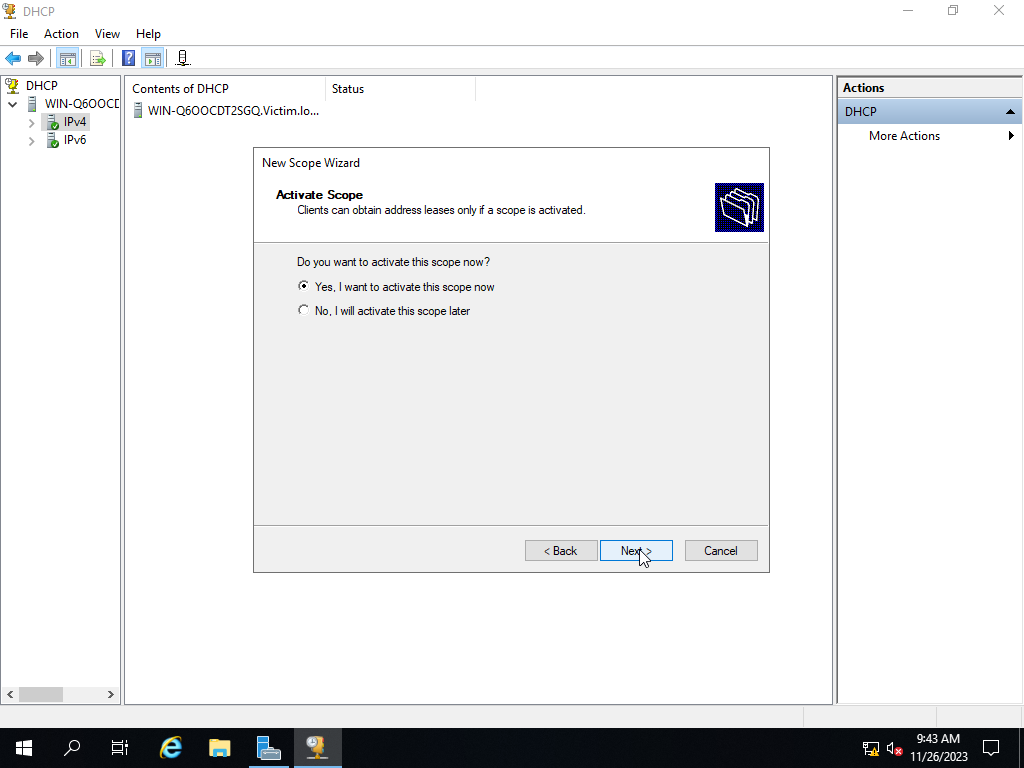 DHCP
File Action View Help
DHCP
WIN-Q6OOCD
IPv4
IPv6
Contents of DHCP Status
WIN-Q6OOCDT2SGQ.Victim.lo...
New Scope Wizard
Activate Scope
Clients can obtain address leases only if a scope is activated.
Do you want to activate this scope now?
Yes, I want to activate this scope now
No, I will activate this scope later
< Back Next > Cancel
Actions
DHCP
More Actions
9:43 AM
11/26/2023